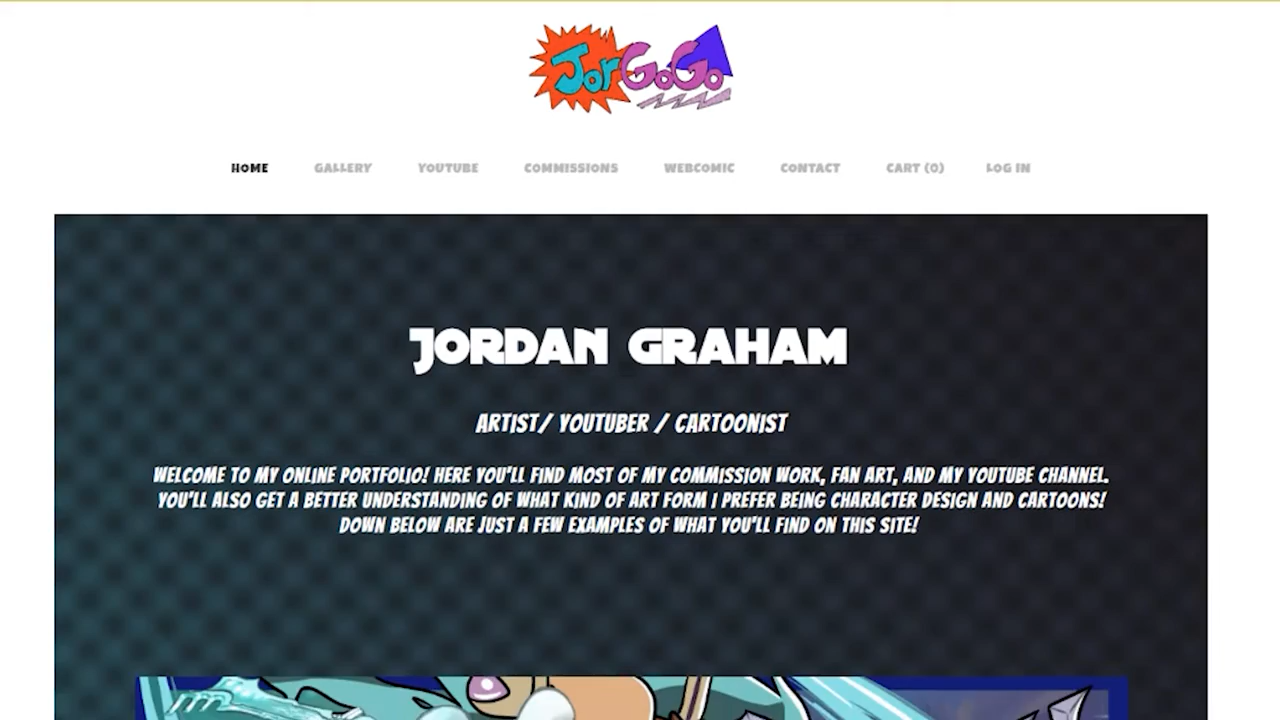 JorGoGo
HOME GALLERY YOUTUBE COMMISSIONS WEBCOMIC CONTACT CART (0) LOG IN
JORDAN GRAHAM
ARTIST/ YOUTUBER / CARTOONIST
WELCOME TO MY ONLINE PORTFOLIO! HERE YOU'LL FIND MOST OF MY COMMISSION WORK, FAN ART, AND MY YOUTUBE CHANNEL.
YOU'LL ALSO GET A BETTER UNDERSTANDING OF WHAT KIND OF ART FORM I PREFER BEING CHARACTER DESIGN AND CARTOONS!
DOWN BELOW ARE JUST A FEW EXAMPLES OF WHAT YOU'LL FIND ON THIS SITE!